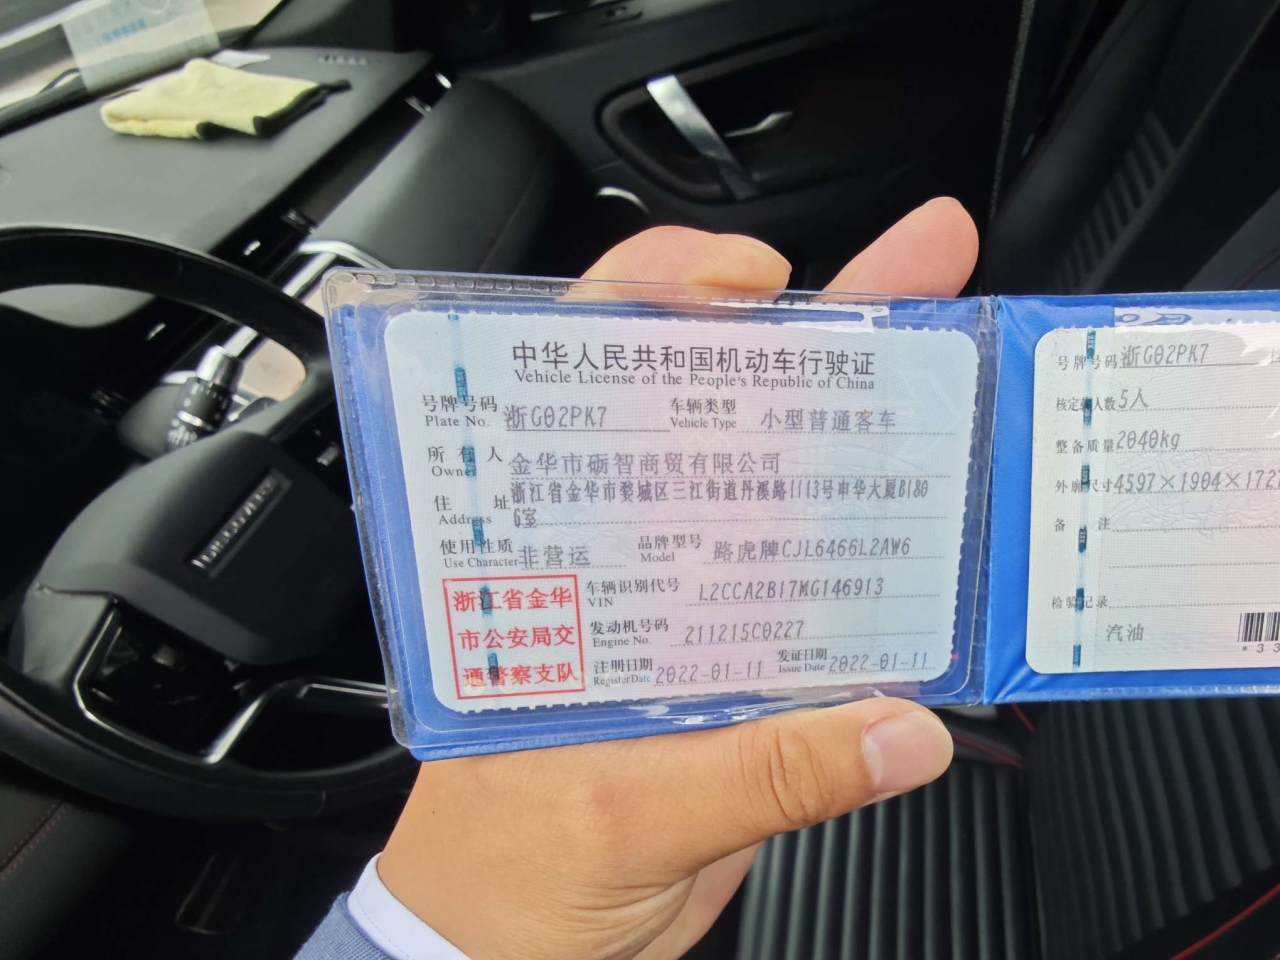 中华人民共和国机动车行驶证
Vehicle License of the People's Republic of China
号牌号码 浙G02PK7 车辆类型 小型普通客车
Plate No. Vehicle Type
所有人 金华市砺智商贸有限公司
Owner
住址 浙江省金华市婺城区三江街道丹溪路1113号申华大厦B180
Address 6室
使用性质 非营运 品牌型号 路虎牌CJL6466L2AW6
Use Character Model
浙江省金华
市公安局交
通警察支队
车辆识别代号 L2CCA2B17MG146913
VIN
发动机号码 211215C0227
Engine No.
注册日期 2022-01-11 发证日期 2022-01-11
Register Date Issue Date
号牌号码 浙G02PK7
核定载人数 5人
整备质量 2040kg
外廓尺寸 4597×1904×172
备注
检验记录
汽油
*33